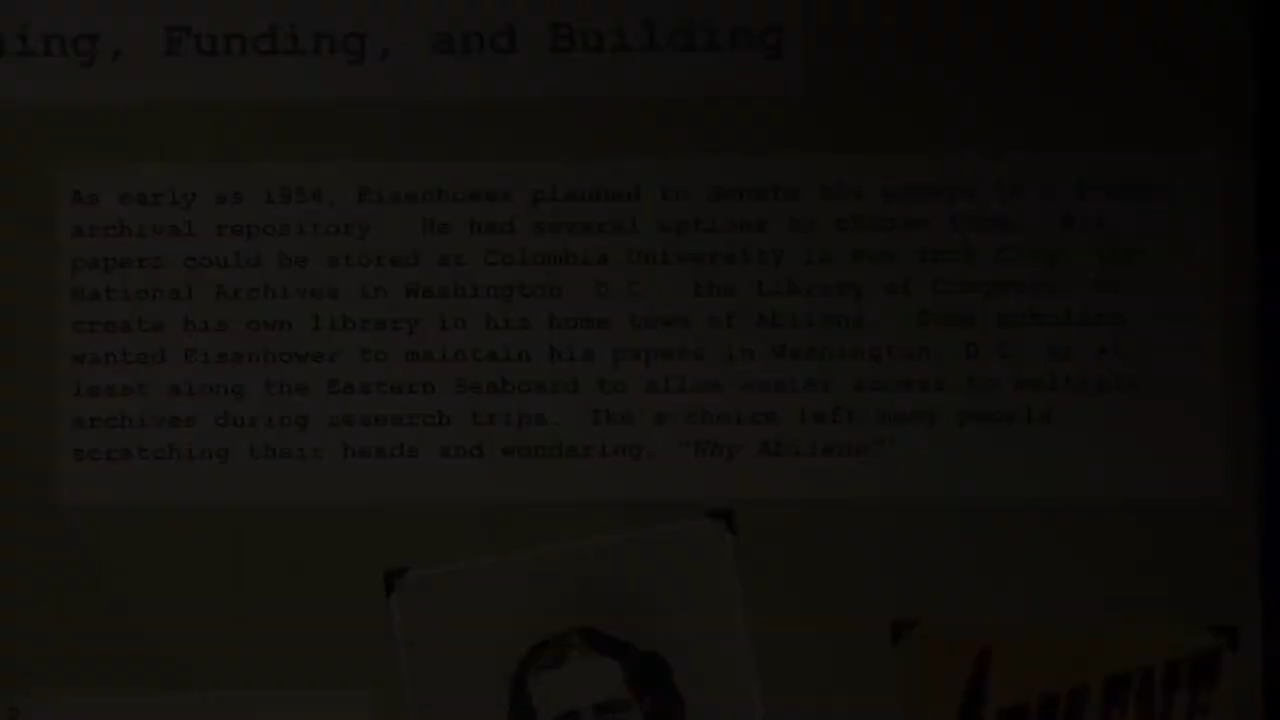 ing, Funding, and Building
As early as 1954, Eisenhower planned to donate his papers to a
archival repository. He had several options to choose from. His
papers could be stored at Columbia University in New York City, the
National Archives in Washington, D.C., the Library of Congress,
create his own library in his home town of Abilene. Some scholars
wanted Eisenhower to maintain his papers in Washington, D.C. or at
least along the Eastern Seaboard to allow easier access to multiple
archives during research trips. Ike's choice left many people
scratching their heads and wondering, "Why Abilene"